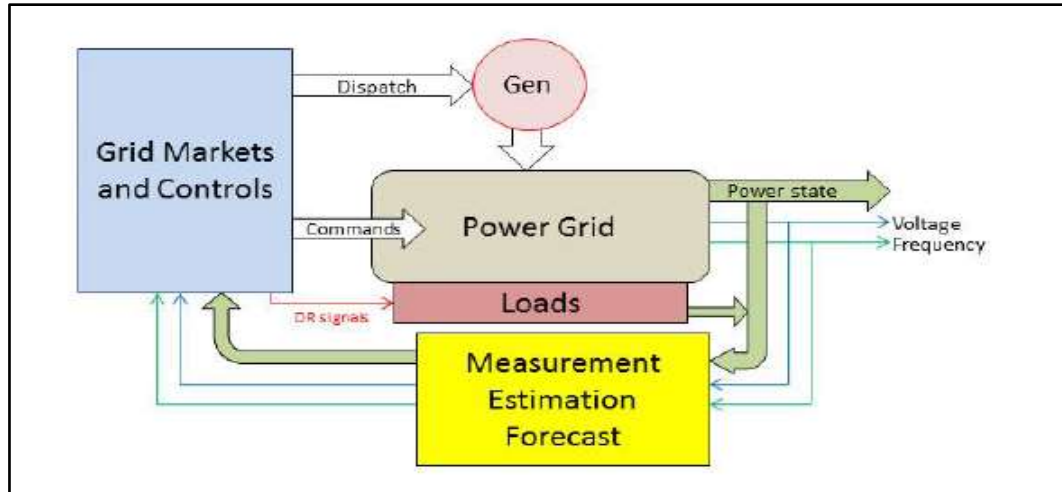 Dispatch
Gen
Grid Markets
and Controls
Power state
Commands
Power Grid
Voltage
Frequency
DR signals
Loads
Measurement
Estimation
Forecast